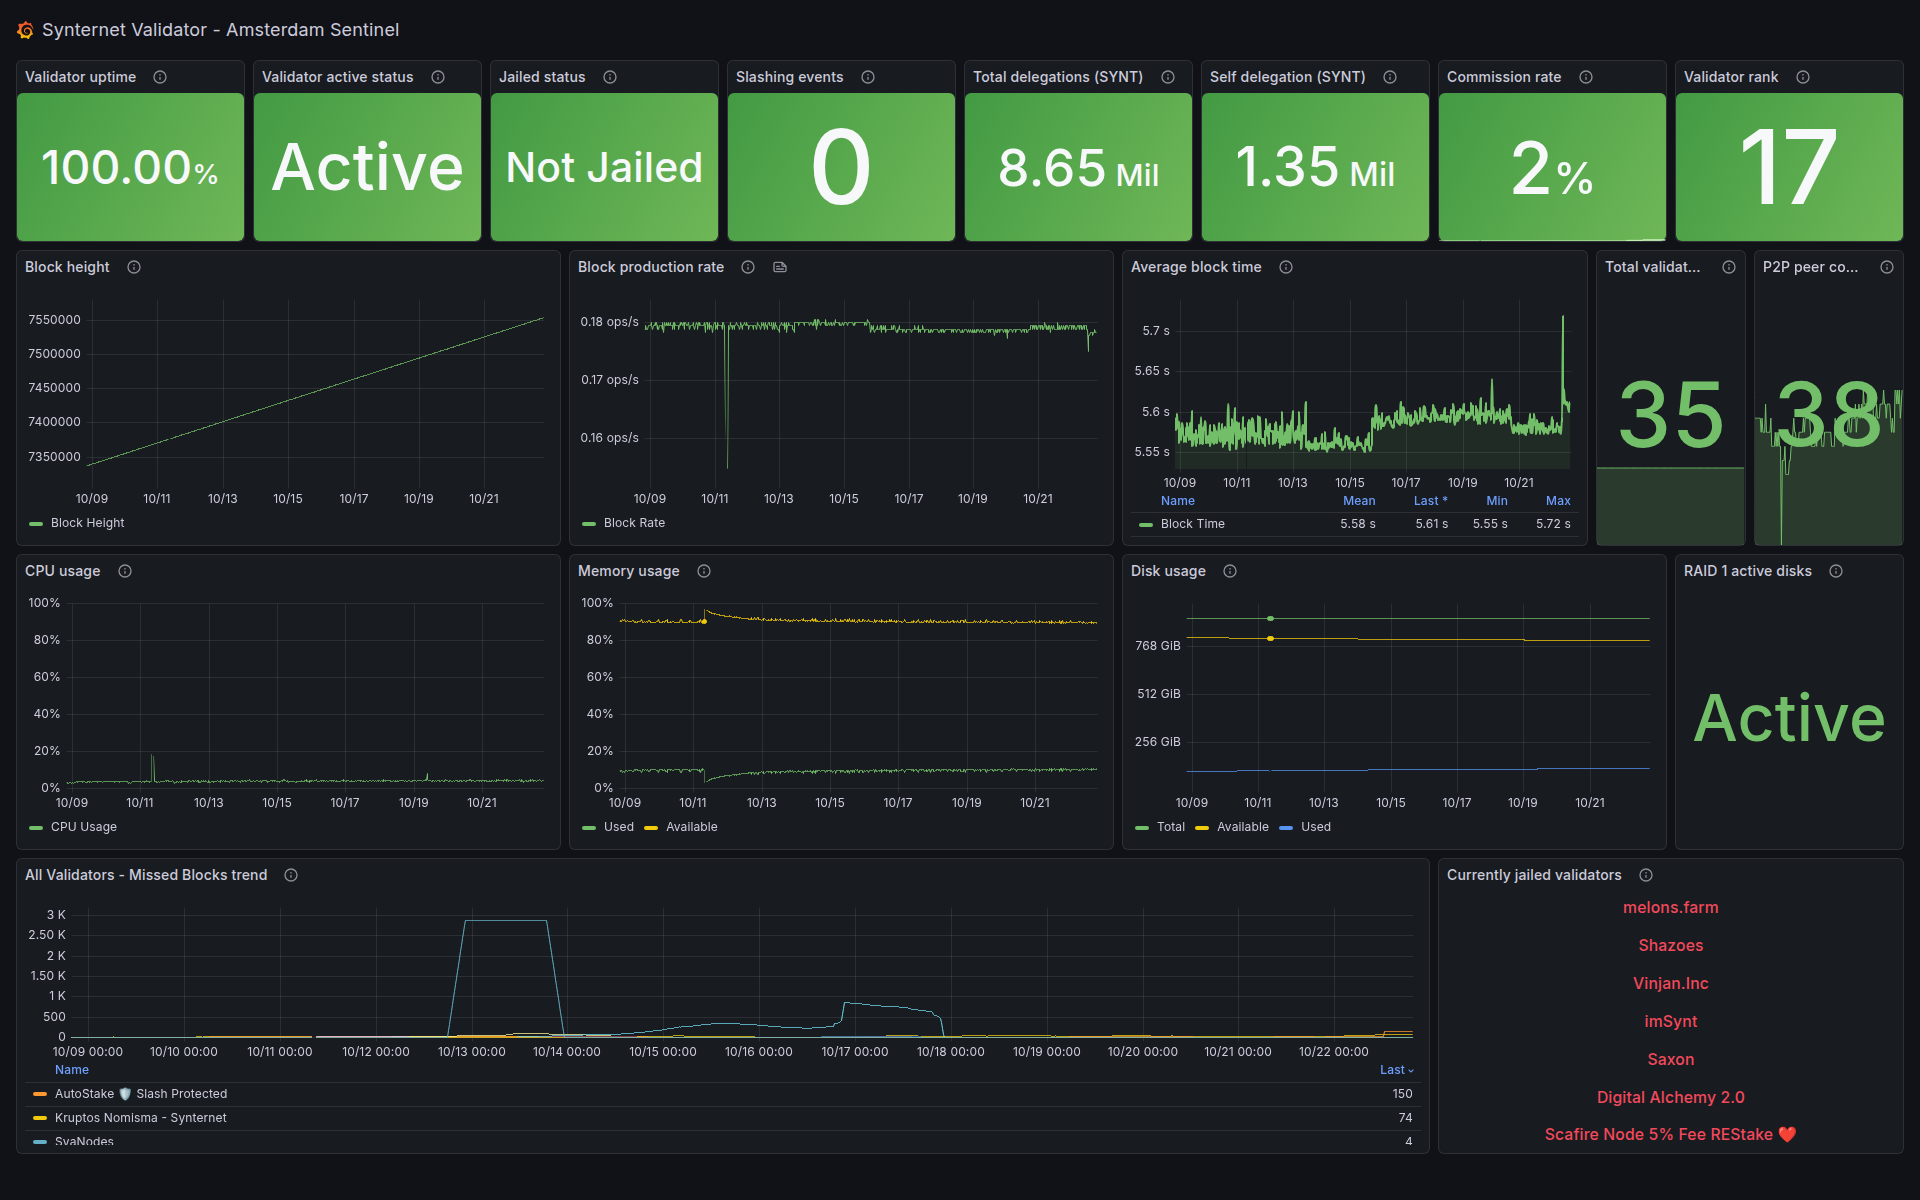 Synternet Validator - Amsterdam Sentinel
Validator uptime
100.00%
Validator active status
Active
Jailed status
Not Jailed
Slashing events
0
Total delegations (SYNT)
8.65 Mil
Self delegation (SYNT)
1.35 Mil
Commission rate
2%
Validator rank
17
Block height
7550000
7500000
7450000
7400000
7350000
10/09 10/11 10/13 10/15 10/17 10/19 10/21
Block Height
Block production rate
0.18 ops/s
0.17 ops/s
0.16 ops/s
10/09 10/11 10/13 10/15 10/17 10/19 10/21
Block Rate
Average block time
5.7 s
5.65 s
5.6 s
5.55 s
10/09 10/11 10/13 10/15 10/17 10/19 10/21
Name Mean Last * Min Max
Block Time 5.58 s 5.61 s 5.55 s 5.72 s
Total validat...
35
P2P peer co...
38
CPU usage
100%
80%
60%
40%
20%
0%
10/09 10/11 10/13 10/15 10/17 10/19 10/21
CPU Usage
Memory usage
100%
80%
60%
40%
20%
0%
10/09 10/11 10/13 10/15 10/17 10/19 10/21
Used Available
Disk usage
768 GiB
512 GiB
256 GiB
10/09 10/11 10/13 10/15 10/17 10/19 10/21
Total Available Used
RAID 1 active disks
Active
All Validators - Missed Blocks trend
3 K
2.50 K
2 K
1.50 K
1 K
500
0
10/09 00:00 10/10 00:00 10/11 00:00 10/12 00:00 10/13 00:00 10/14 00:00 10/15 00:00 10/16 00:00 10/17 00:00 10/18 00:00 10/19 00:00 10/20 00:00 10/21 00:00 10/22 00:00
Name Last
AutoStake 🛡️ Slash Protected 150
Kruptos Nomisma - Synternet 74
SvaNodes 4
Currently jailed validators
melons.farm
Shazoes
Vinjan.Inc
imSynt
Saxon
Digital Alchemy 2.0
Scafire Node 5% Fee REStake ❤️